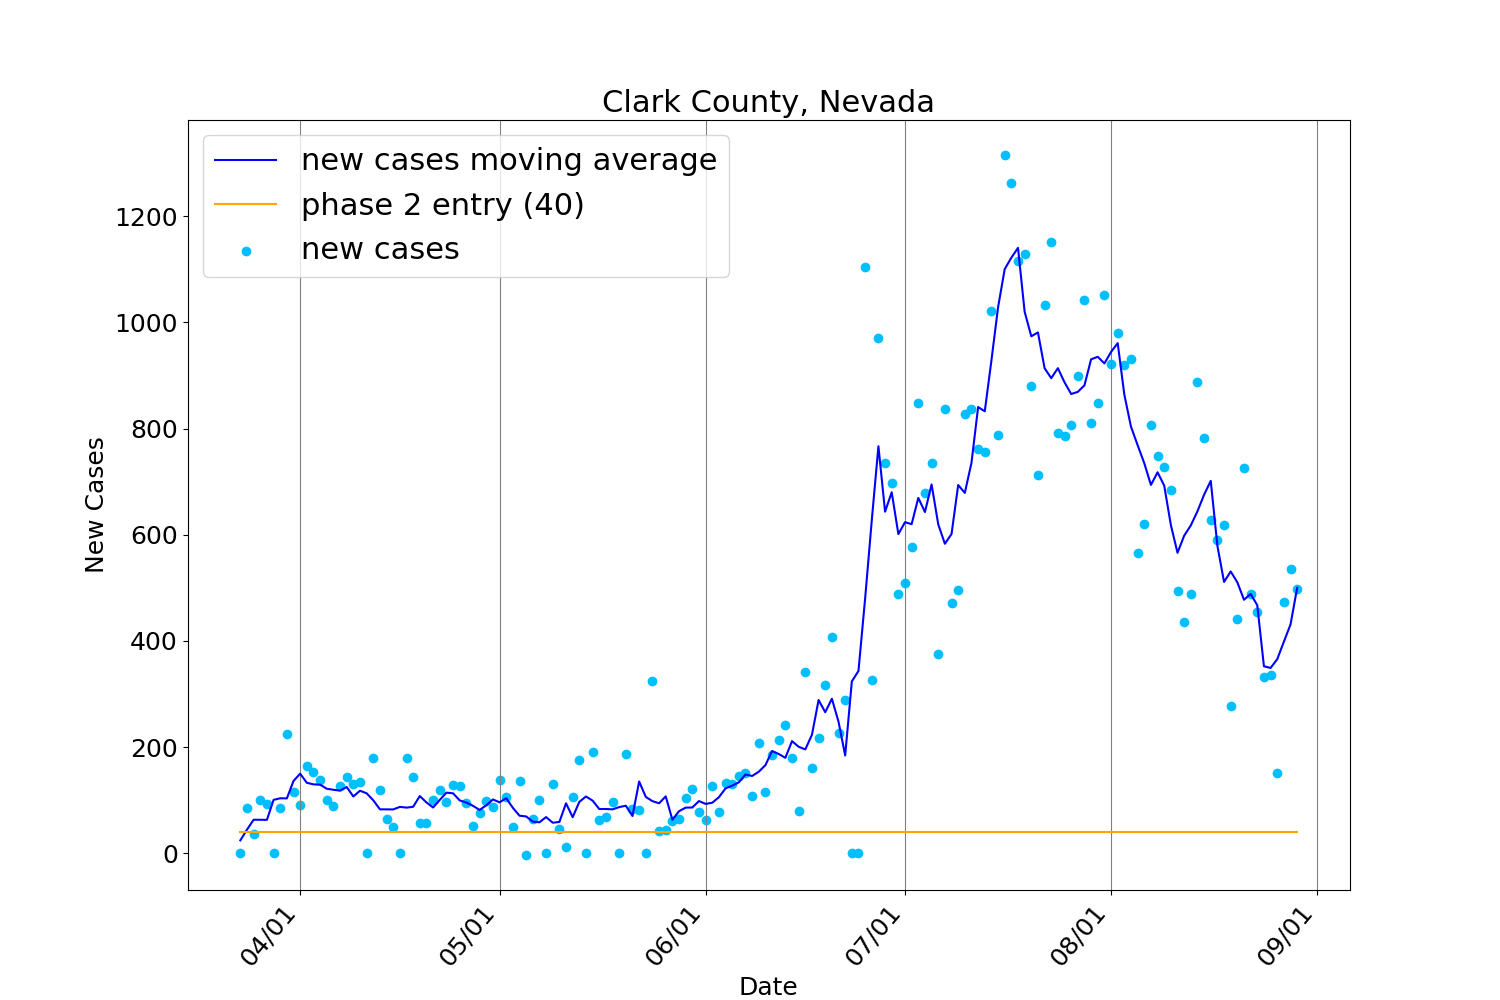 Clark County, Nevada
new cases moving average
phase 2 entry (40)
new cases
1200
1000
800
600
400
200
0
New Cases
04/01
05/01
06/01
07/01
08/01
09/01
Date